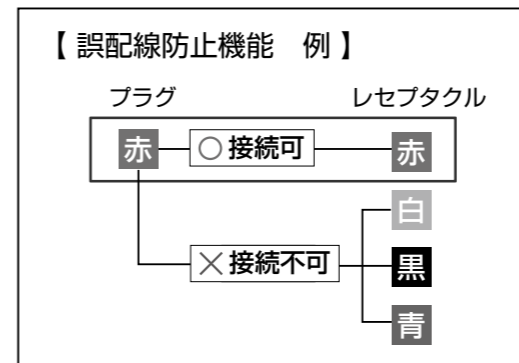 【 誤配線防止機能　例 】
プラグ　レセプタクル
赤　○ 接続可　赤
白
× 接続不可　黒
青